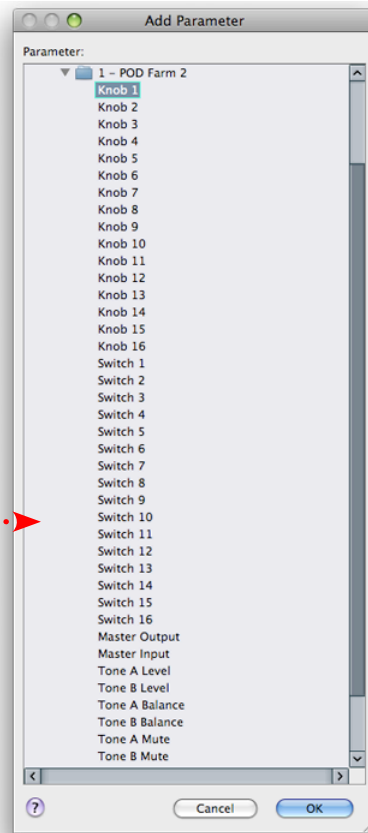 Add Parameter
Parameter:
1 – POD Farm 2
Knob 1
Knob 2
Knob 3
Knob 4
Knob 5
Knob 6
Knob 7
Knob 8
Knob 9
Knob 10
Knob 11
Knob 12
Knob 13
Knob 14
Knob 15
Knob 16
Switch 1
Switch 2
Switch 3
Switch 4
Switch 5
Switch 6
Switch 7
Switch 8
Switch 9
Switch 10
Switch 11
Switch 12
Switch 13
Switch 14
Switch 15
Switch 16
Master Output
Master Input
Tone A Level
Tone B Level
Tone A Balance
Tone B Balance
Tone A Mute
Tone B Mute
? Cancel OK